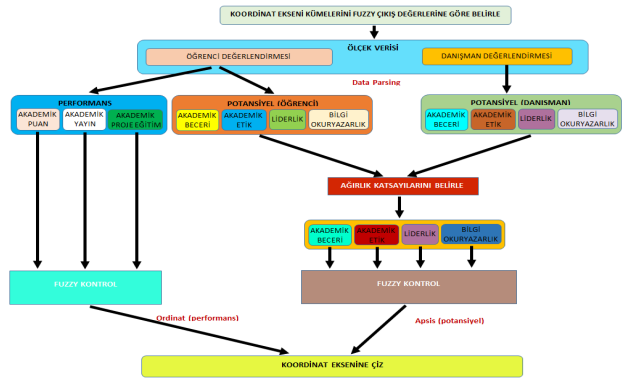 KOORDİNAT EKSENİ KÜMELERİNİ FUZZY ÇIKIŞ DEĞERLERİNE GÖRE BELİRLE
ÖLÇEK VERİSİ
ÖĞRENCİ DEĞERLENDİRMESİ
DANIŞMAN DEĞERLENDİRMESİ
Data Parsing
PERFORMANS
AKADEMİK
PUAN
AKADEMİK
YAYIN
AKADEMİK
PROJE/EĞİTİM
POTANSİYEL (ÖĞRENCİ)
AKADEMİK
BECERİ
AKADEMİK
ETİK
LİDERLİK
BİLGİ
OKURYAZARLIK
POTANSİYEL (DANIŞMAN)
AKADEMİK
BECERİ
AKADEMİK
ETİK
LİDERLİK
BİLGİ
OKURYAZARLIK
AĞIRLIK KATSAYILARINI BELİRLE
AKADEMİK
BECERİ
AKADEMİK
ETİK
LİDERLİK
BİLGİ
OKURYAZARLIK
FUZZY KONTROL
FUZZY KONTROL
Ordinat (performans)
Apsis (potansiyel)
KOORDİNAT EKSENİNE ÇİZ